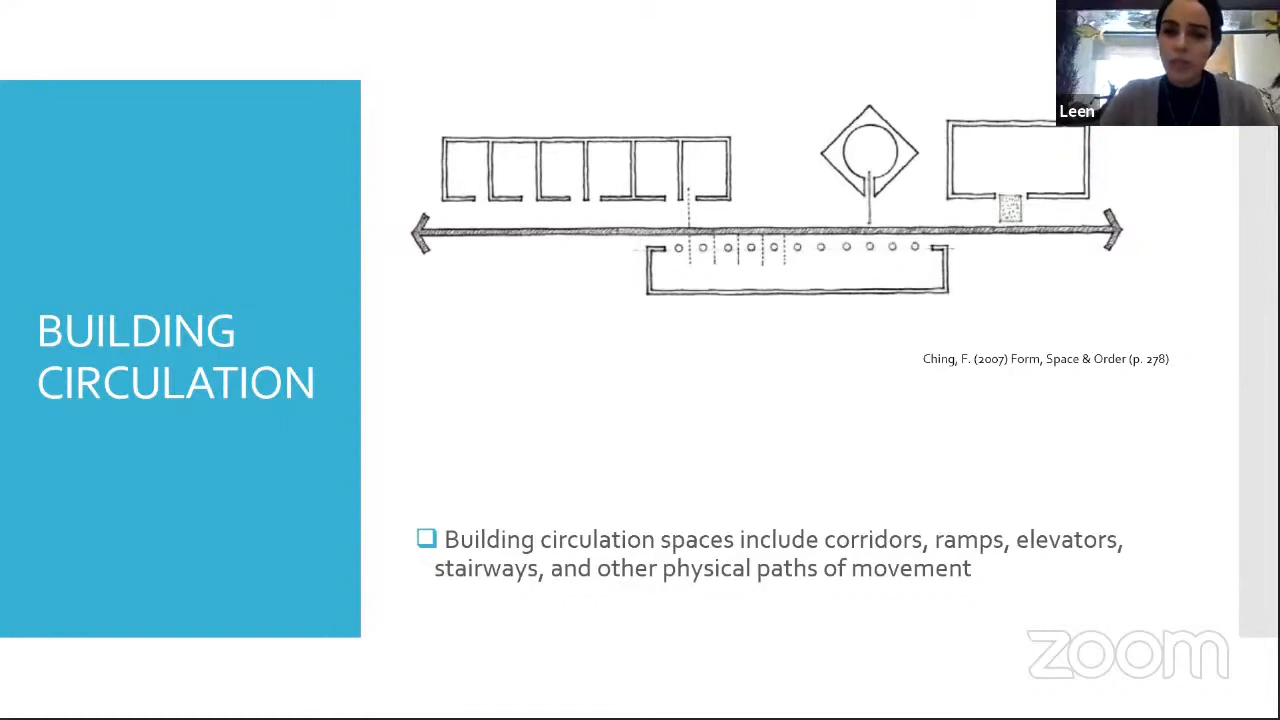 Leen
Ching, F. (2007) Form, Space & Order (p. 278)
BUILDING
CIRCULATION
Building circulation spaces include corridors, ramps, elevators,
stairways, and other physical paths of movement
zoom